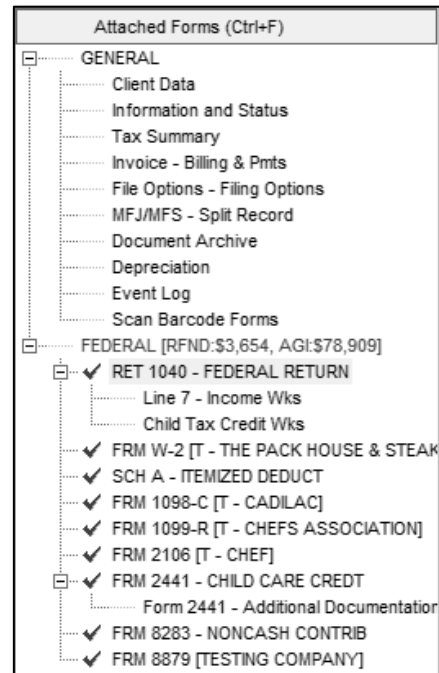 Attached Forms (Ctrl+F)
GENERAL
Client Data
Information and Status
Tax Summary
Invoice - Billing & Pmts
File Options - Filing Options
MFJ/MFS - Split Record
Document Archive
Depreciation
Event Log
Scan Barcode Forms
FEDERAL [RFND:$3,654, AGI:$78,909]
RET 1040 - FEDERAL RETURN
Line 7 - Income Wks
Child Tax Credit Wks
FRM W-2 [T - THE PACK HOUSE & STEAK
SCH A - ITEMIZED DEDUCT
FRM 1098-C [T - CADILAC]
FRM 1099-R [T - CHEFS ASSOCIATION]
FRM 2106 [T - CHEF]
FRM 2441 - CHILD CARE CREDT
Form 2441 - Additional Documentation
FRM 8283 - NONCASH CONTRIB
FRM 8879 [TESTING COMPANY]